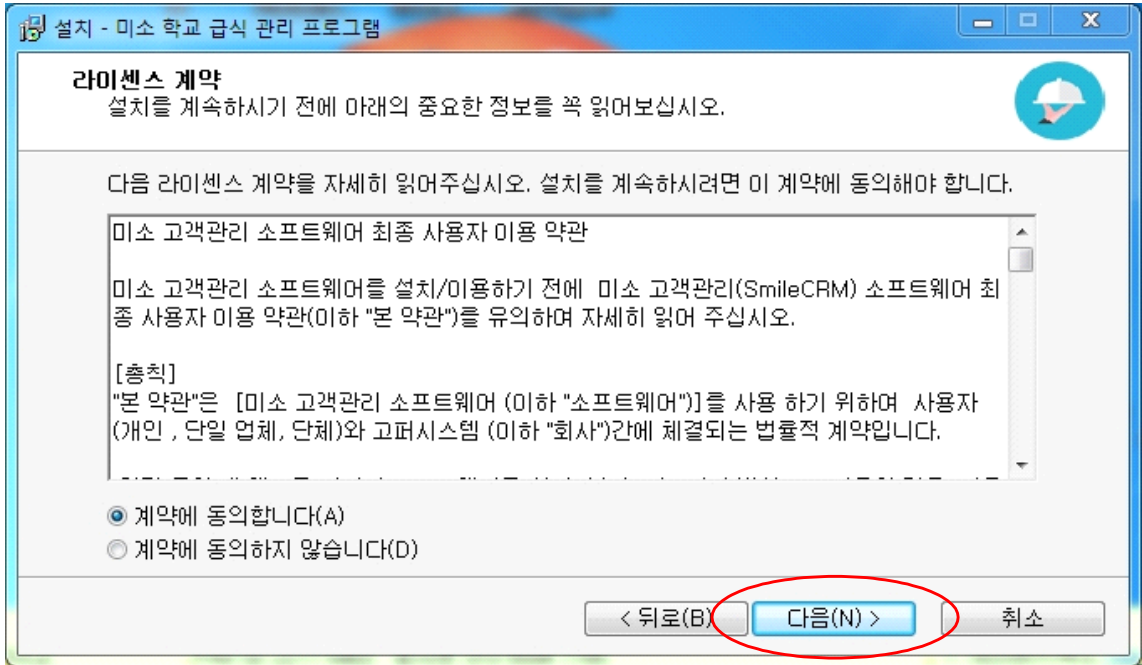 설치 - 미소 학교 급식 관리 프로그램
라이센스 계약
설치를 계속하시기 전에 아래의 중요한 정보를 꼭 읽어보십시오.
다음 라이센스 계약을 자세히 읽어주십시오. 설치를 계속하시려면 이 계약에 동의해야 합니다.
미소 고객관리 소프트웨어 최종 사용자 이용 약관
미소 고객관리 소프트웨어를 설치/이용하기 전에 미소 고객관리(SmileCRM) 소프트웨어 최
종 사용자 이용 약관(이하 "본 약관")를 유의하여 자세히 읽어 주십시오.
[총칙]
"본 약관"은 [미소 고객관리 소프트웨어 (이하 "소프트웨어")]를 사용 하기 위하여 사용자
(개인 , 단일 업체, 단체)와 고퍼시스템 (이하 "회사")간에 체결되는 법률적 계약입니다.
계약에 동의합니다(A)
계약에 동의하지 않습니다(D)
< 뒤로(B) 다음(N) > 취소